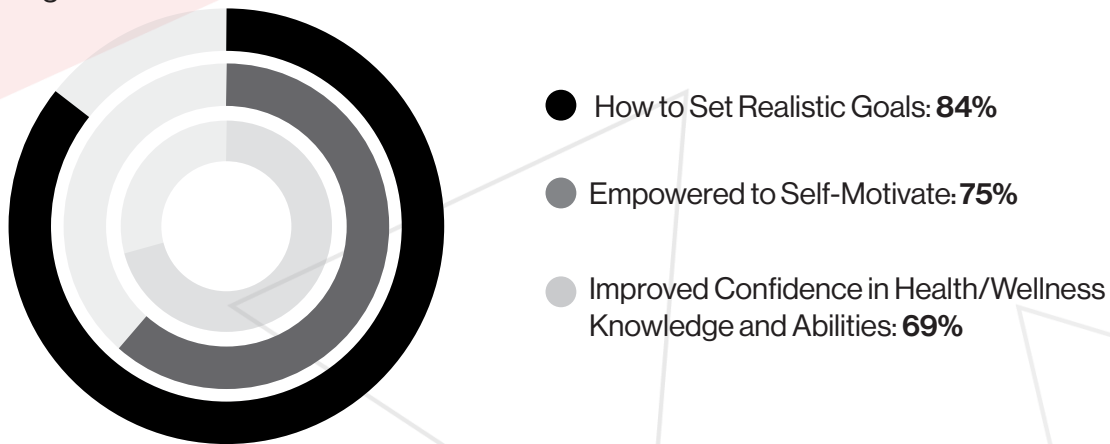 How to Set Realistic Goals: 84%
Empowered to Self-Motivate: 75%
Improved Confidence in Health/Wellness
Knowledge and Abilities: 69%